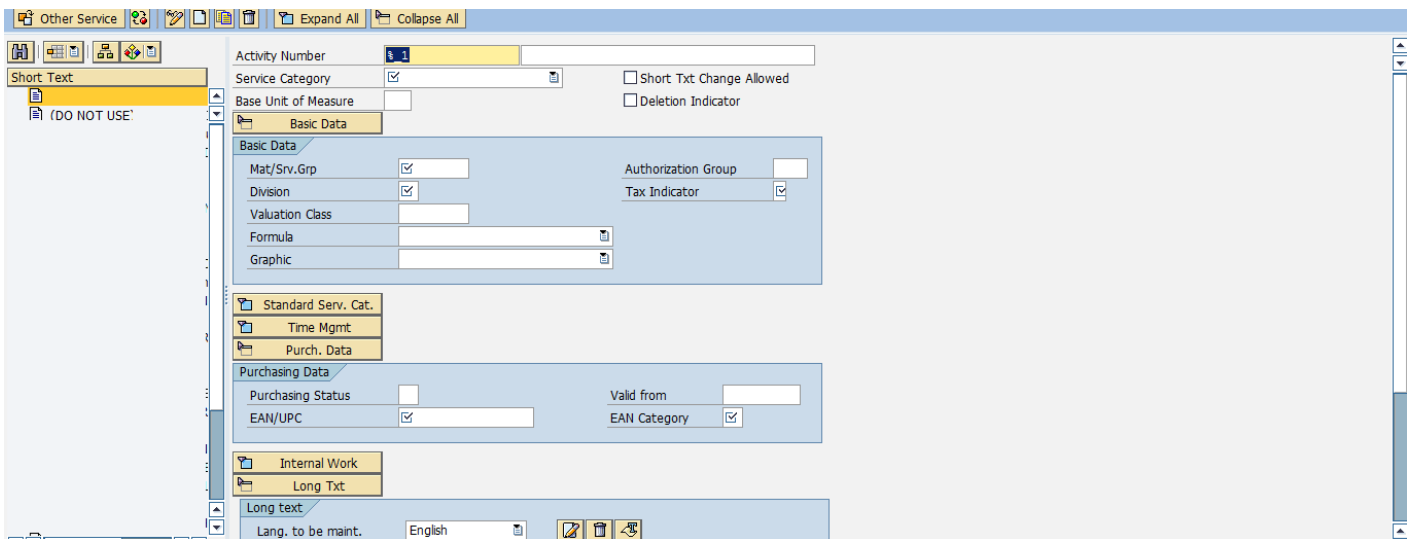 Other Service Expand All Collapse All
Short Text
(DO NOT USE)
Activity Number % 1
Service Category Short Txt Change Allowed
Base Unit of Measure Deletion Indicator
Basic Data
Basic Data
Mat/Srv.Grp Authorization Group
Division Tax Indicator
Valuation Class
Formula
Graphic
Standard Serv. Cat.
Time Mgmt
Purch. Data
Purchasing Data
Purchasing Status Valid from
EAN/UPC EAN Category
Internal Work
Long Txt
Long text
Lang. to be maint. English